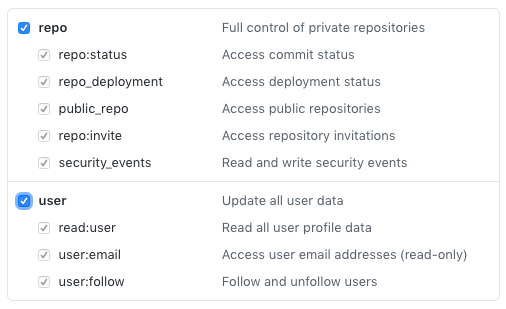 repo Full control of private repositories
repo:status Access commit status
repo_deployment Access deployment status
public_repo Access public repositories
repo:invite Access repository invitations
security_events Read and write security events
user Update all user data
read:user Read all user profile data
user:email Access user email addresses (read-only)
user:follow Follow and unfollow users